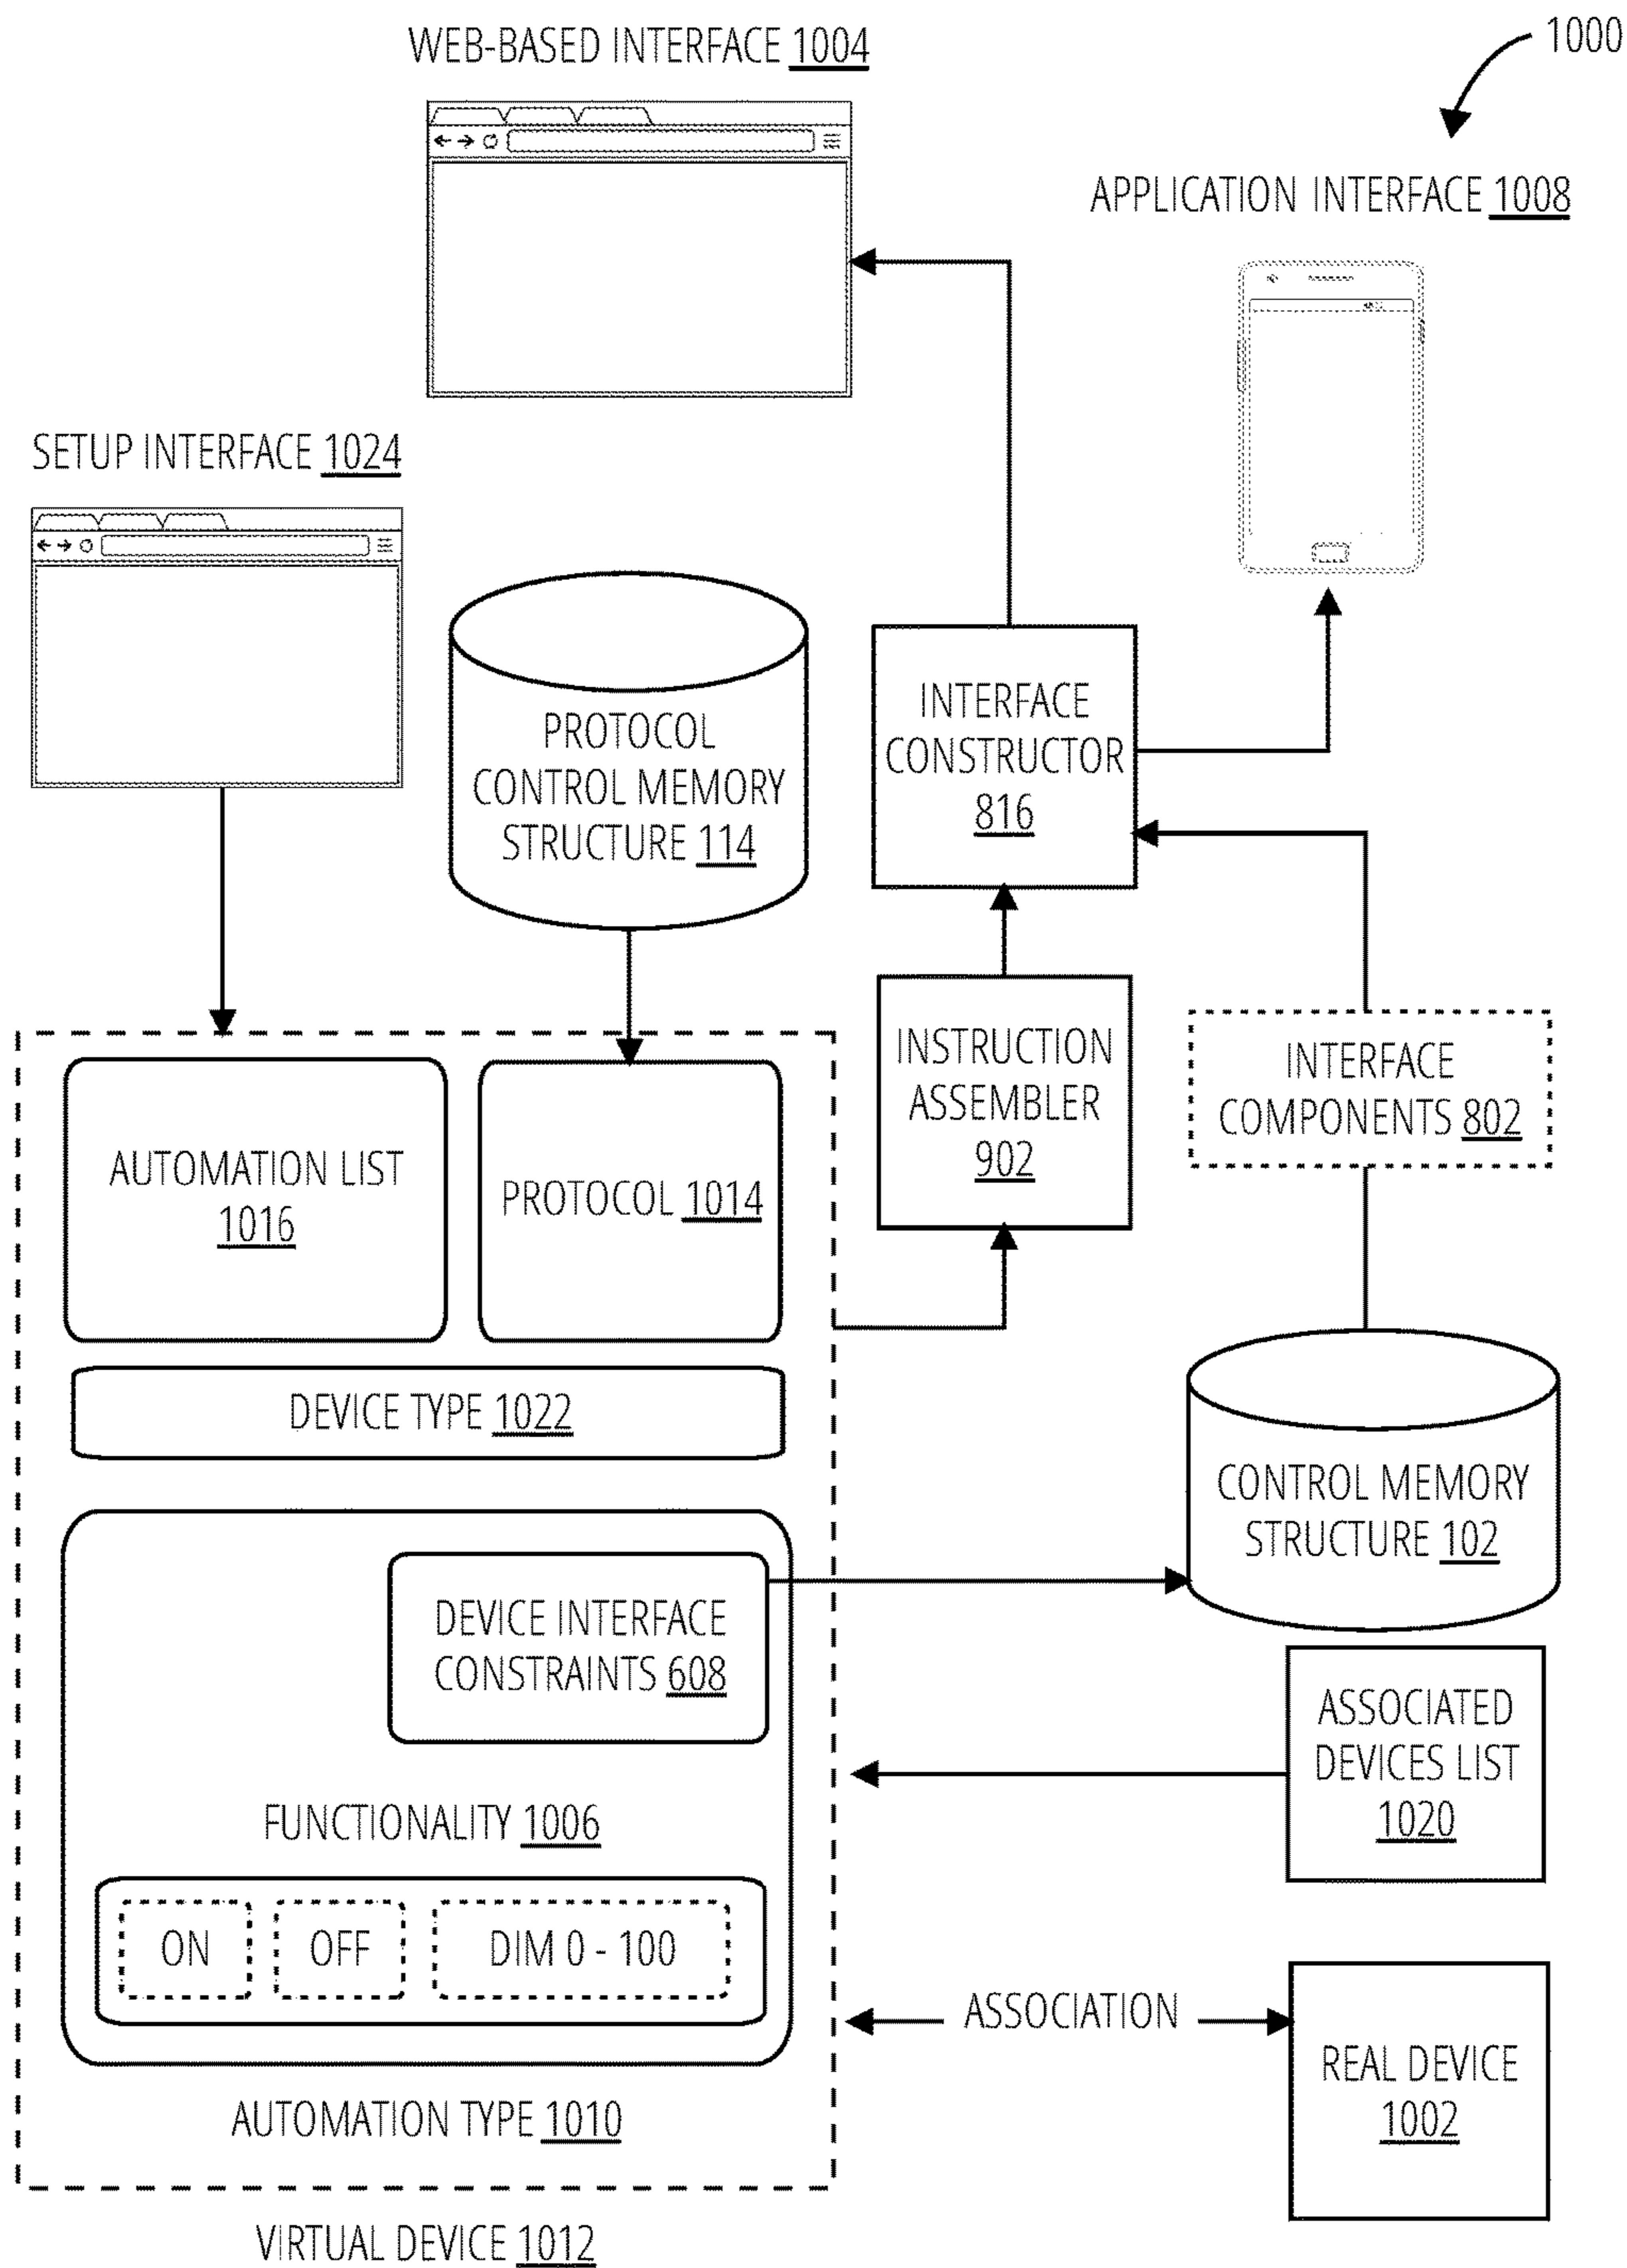 WEB-BASED INTERFACE 1004
1000
APPLICATION INTERFACE 1008
SETUP INTERFACE 1024
PROTOCOL
CONTROL MEMORY
STRUCTURE 114
INTERFACE
CONSTRUCTOR
816
INSTRUCTION
ASSEMBLER
902
INTERFACE
COMPONENTS 802
AUTOMATION LIST
1016
PROTOCOL 1014
DEVICE TYPE 1022
CONTROL MEMORY
STRUCTURE 102
DEVICE INTERFACE
CONSTRAINTS 608
ASSOCIATED
DEVICES LIST
1020
FUNCTIONALITY 1006
ON
OFF
DIM 0 - 100
ASSOCIATION
REAL DEVICE
1002
AUTOMATION TYPE 1010
VIRTUAL DEVICE 1012